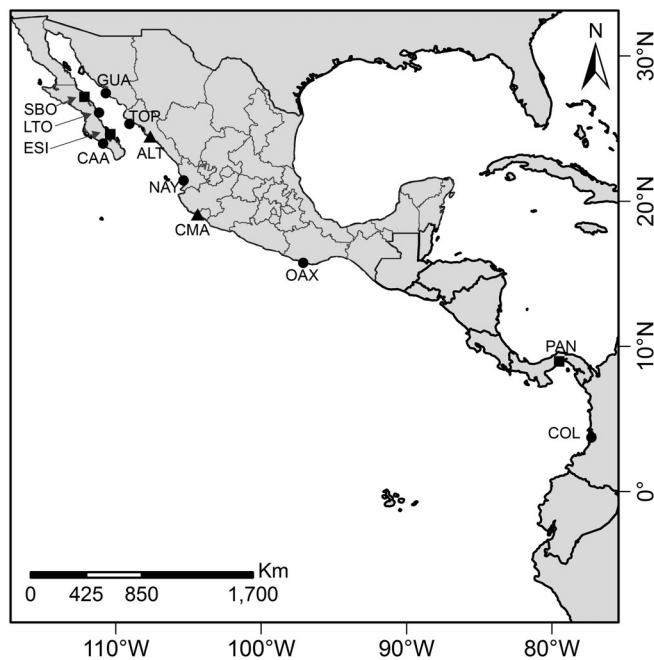 N
30°N
GUA
SBO
TOP
LTO
ALT
ESI
CAA
NAY
20°N
CMA
OAX
10°N
PAN
COL
0°
Km
0 425 850 1,700
110°W 100°W 90°W 80°W